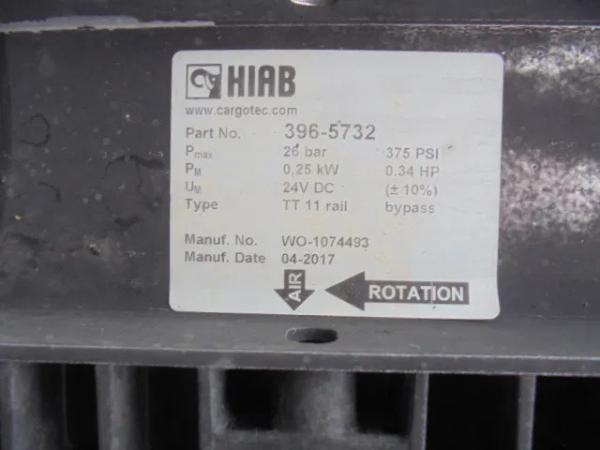 HIAB
www.cargotec.com
Part No. 396-5732
Pmax 26 bar 375 PSI
PM 0,25 kW 0.34 HP
UM 24V DC (± 10%)
Type TT 11 rail bypass
Manuf. No. WO-1074493
Manuf. Date 04-2017
AIR ROTATION